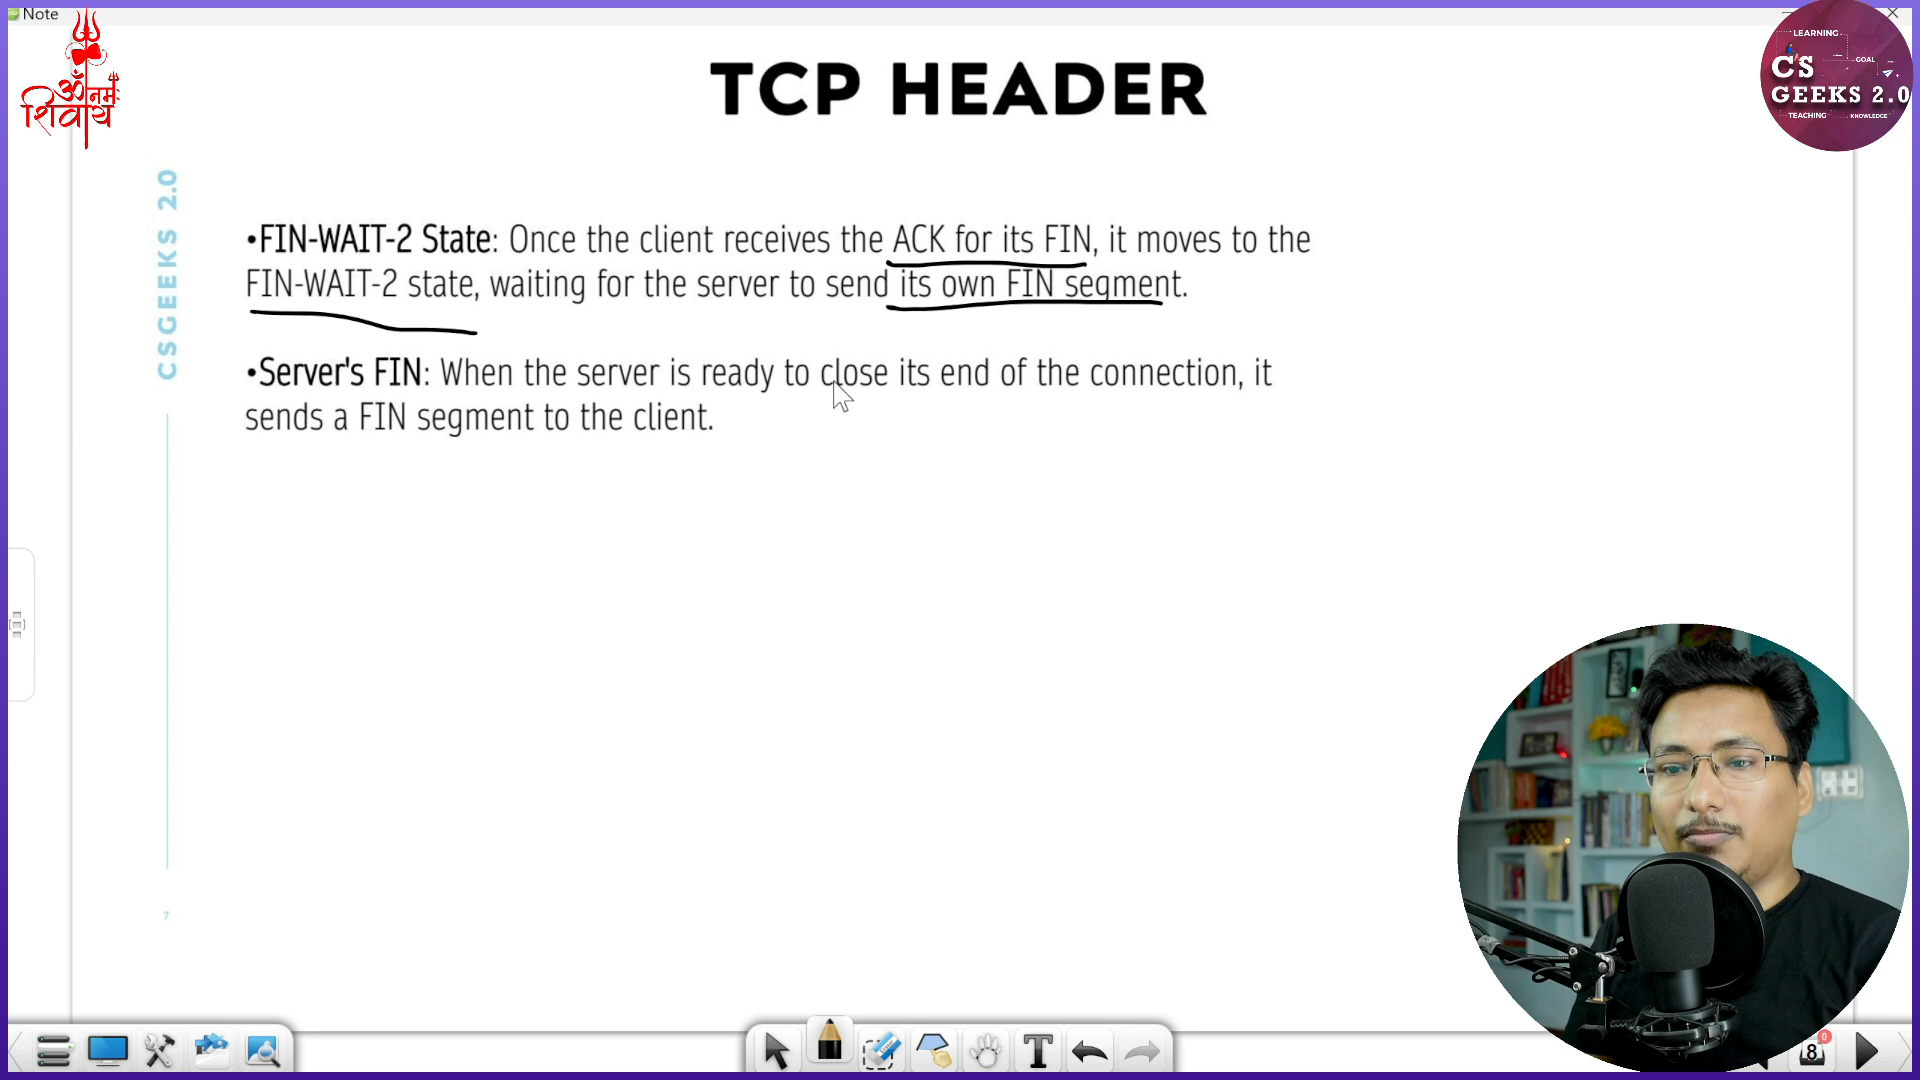 Note
ॐ नमः
शिवाय
TCP HEADER
LEARNING
GOAL
CS
GEEKS 2.0
TEACHING
KNOWLEDGE
CSGEEKS 2.0
•FIN-WAIT-2 State: Once the client receives the ACK for its FIN, it moves to the
FIN-WAIT-2 state, waiting for the server to send its own FIN segment.
•Server's FIN: When the server is ready to close its end of the connection, it
sends a FIN segment to the client.
7
T
8
0